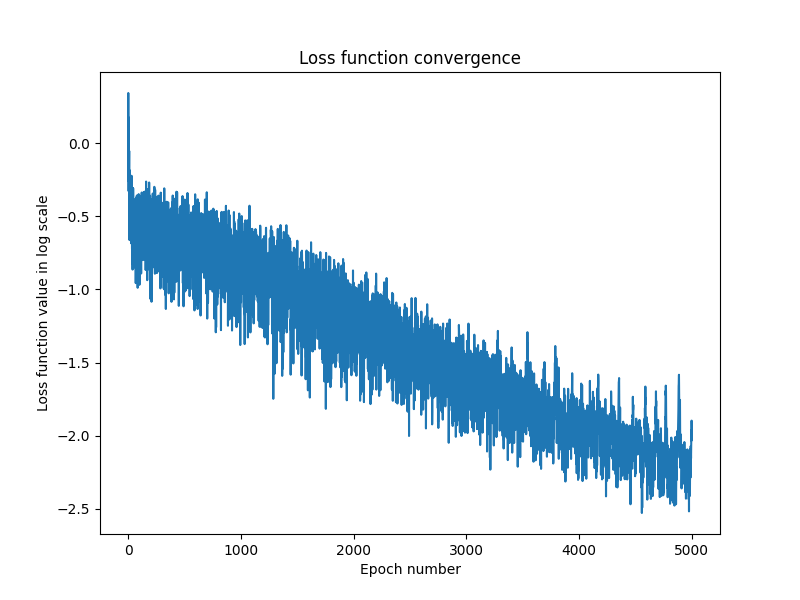 Loss function convergence
Loss function value in log scale
0.0
−0.5
−1.0
−1.5
−2.0
−2.5
0 1000 2000 3000 4000 5000
Epoch number